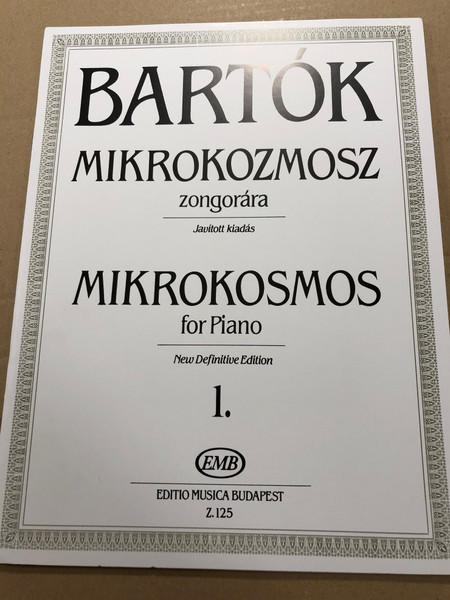 BARTÓK
MIKROKOZMOSZ
zongorára
Javított kiadás
MIKROKOSMOS
for Piano
New Definitive Edition
1.
EMB
EDITIO MUSICA BUDAPEST
Z.125